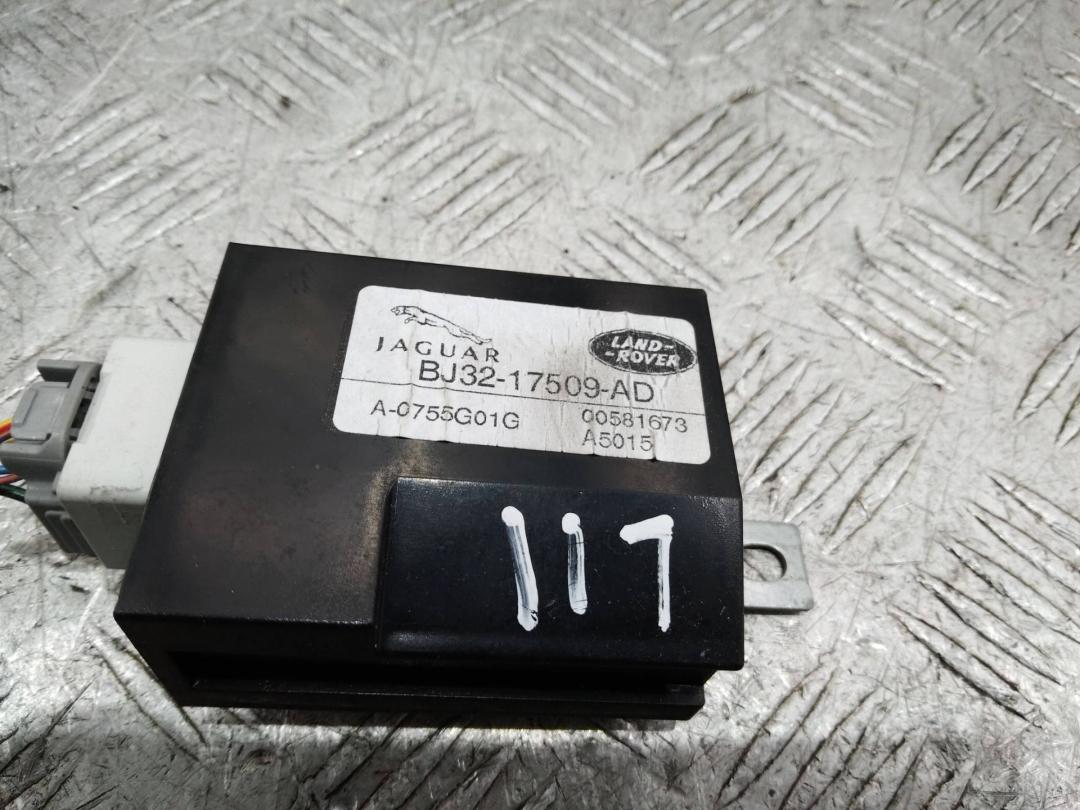 JAGUAR
LAND-
-ROVER
BJ32-17509-AD
A-0755G01G 00581673
A5015
117